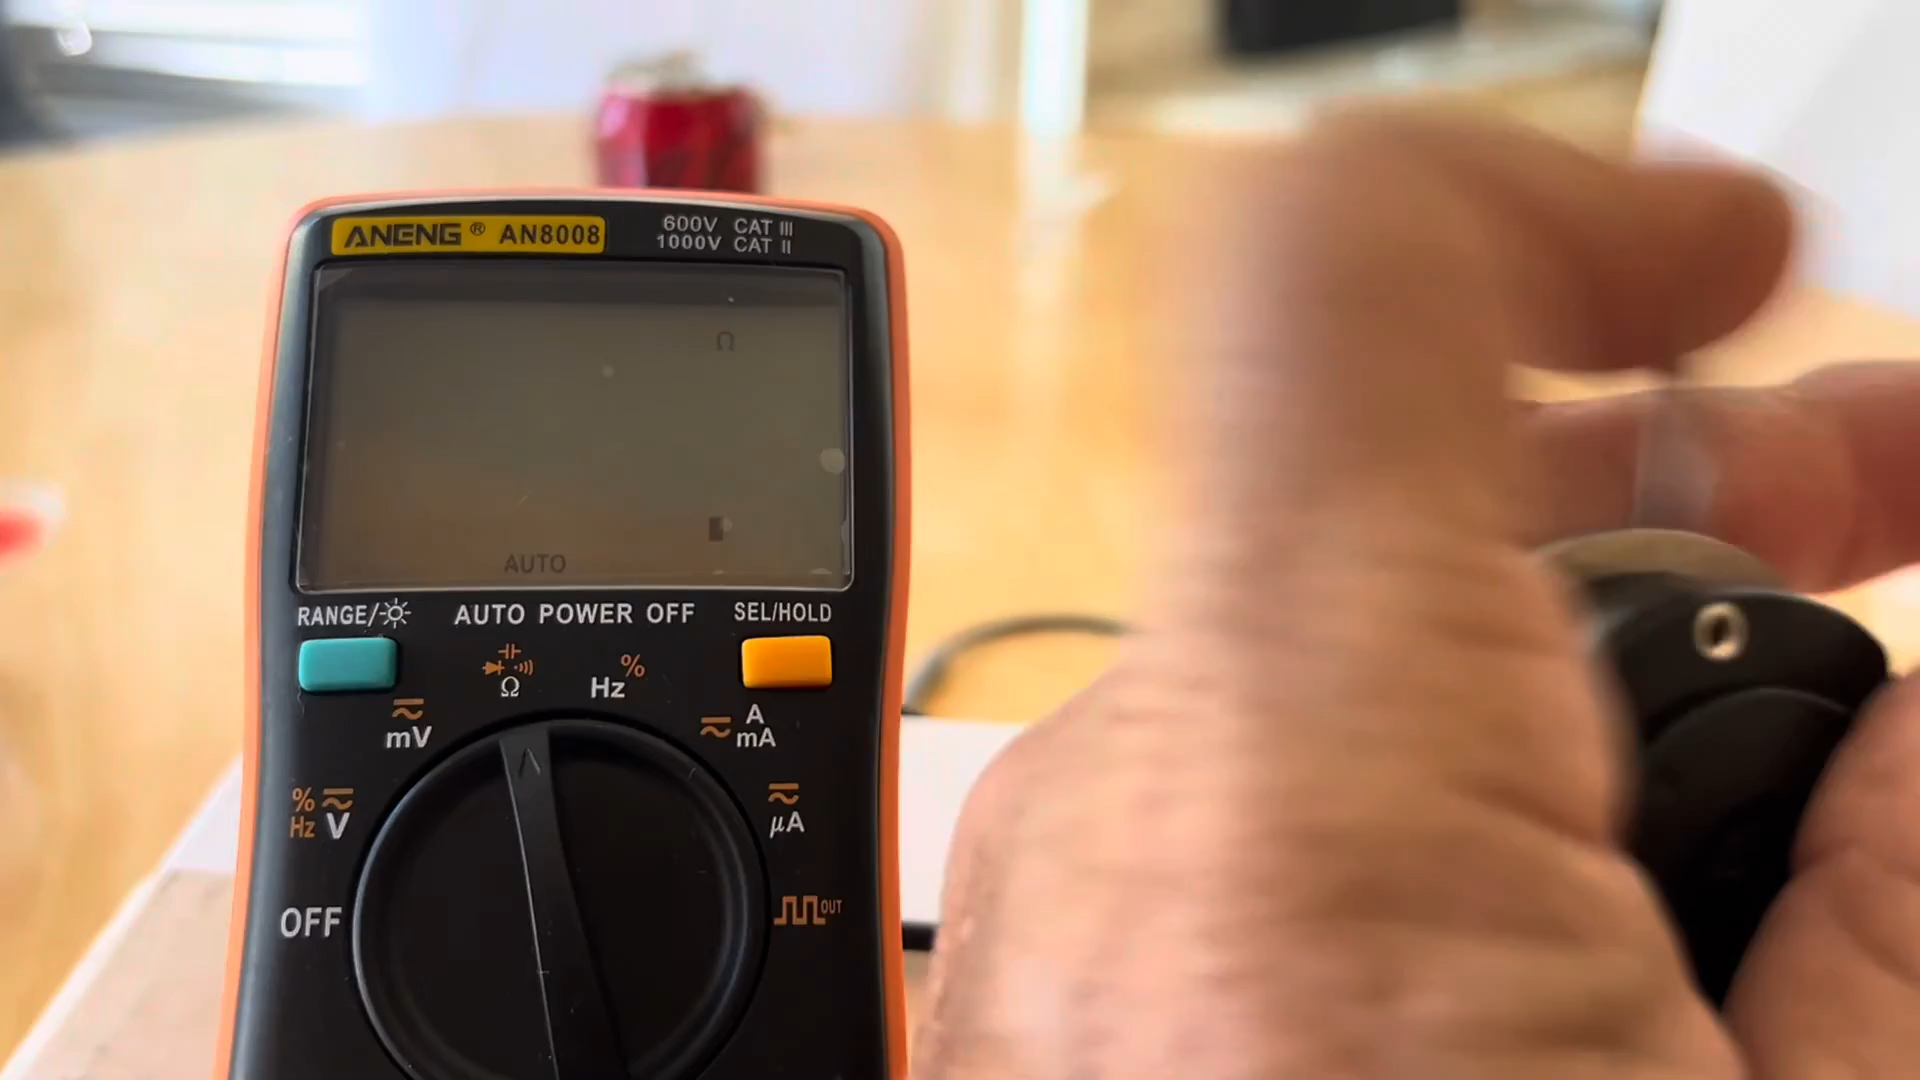 ANENG® AN8008
600V CAT III
1000V CAT II
Ω
AUTO
RANGE/ AUTO POWER OFF SEL/HOLD
Ω
Hz %
mV
A
mA
%
Hz V
μA
OFF
OUT